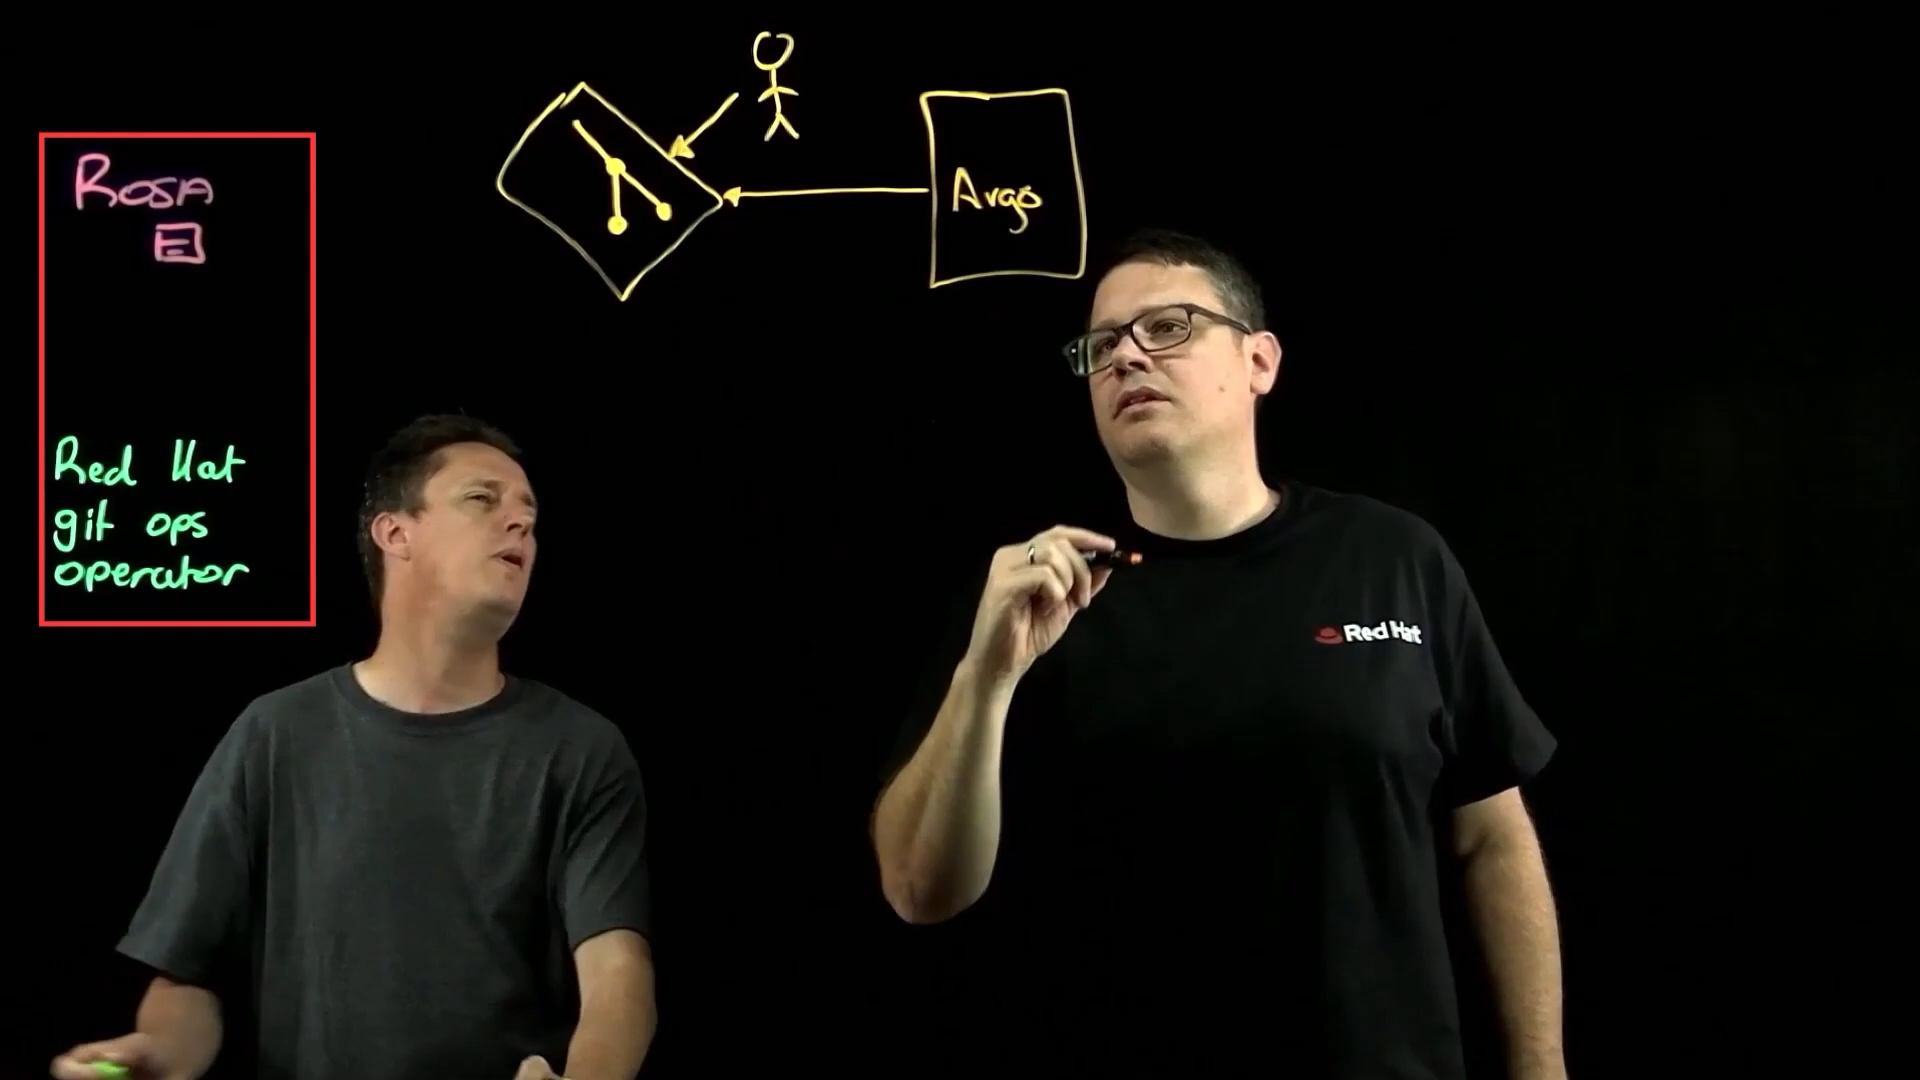 ROSA
E
Red Hat
git ops
operator
Argo
Red Hat